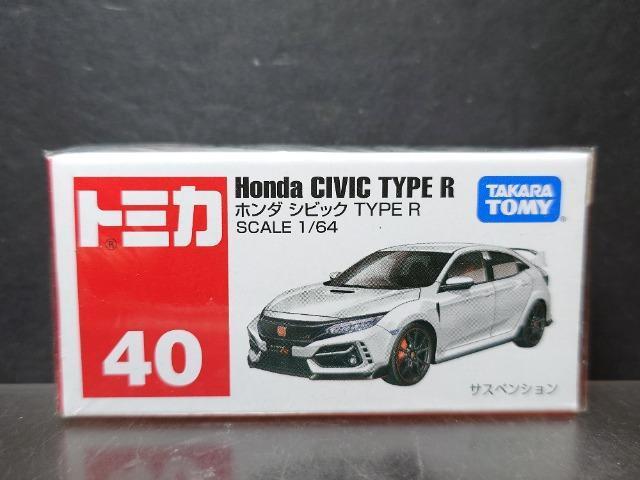 トミカ
®
40
Honda CIVIC TYPE R
ホンダ シビック TYPE R
SCALE 1/64
TAKARA
TOMY®
サスペンション